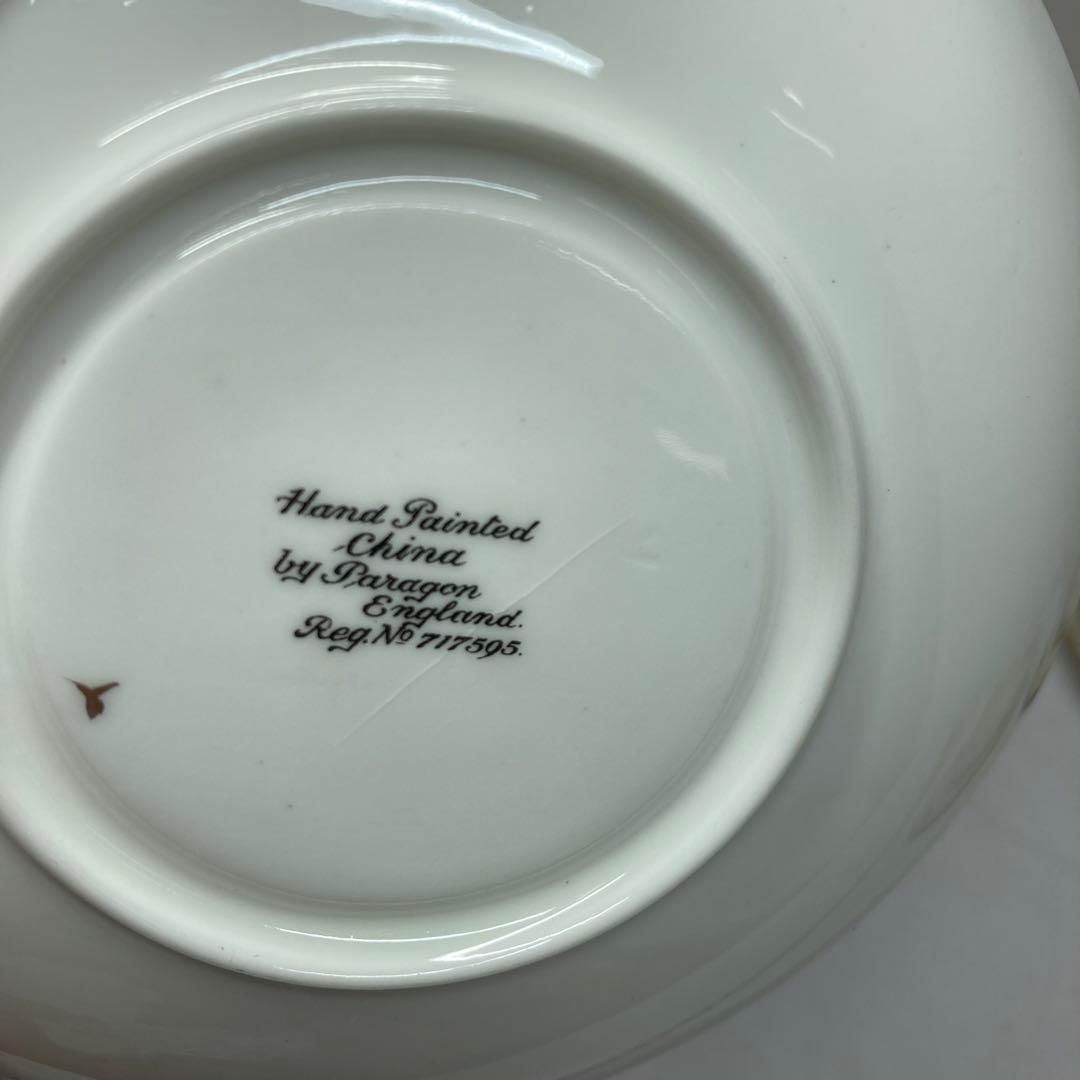 Hand Painted
China
by Paragon
England.
Reg. Nº 717595.